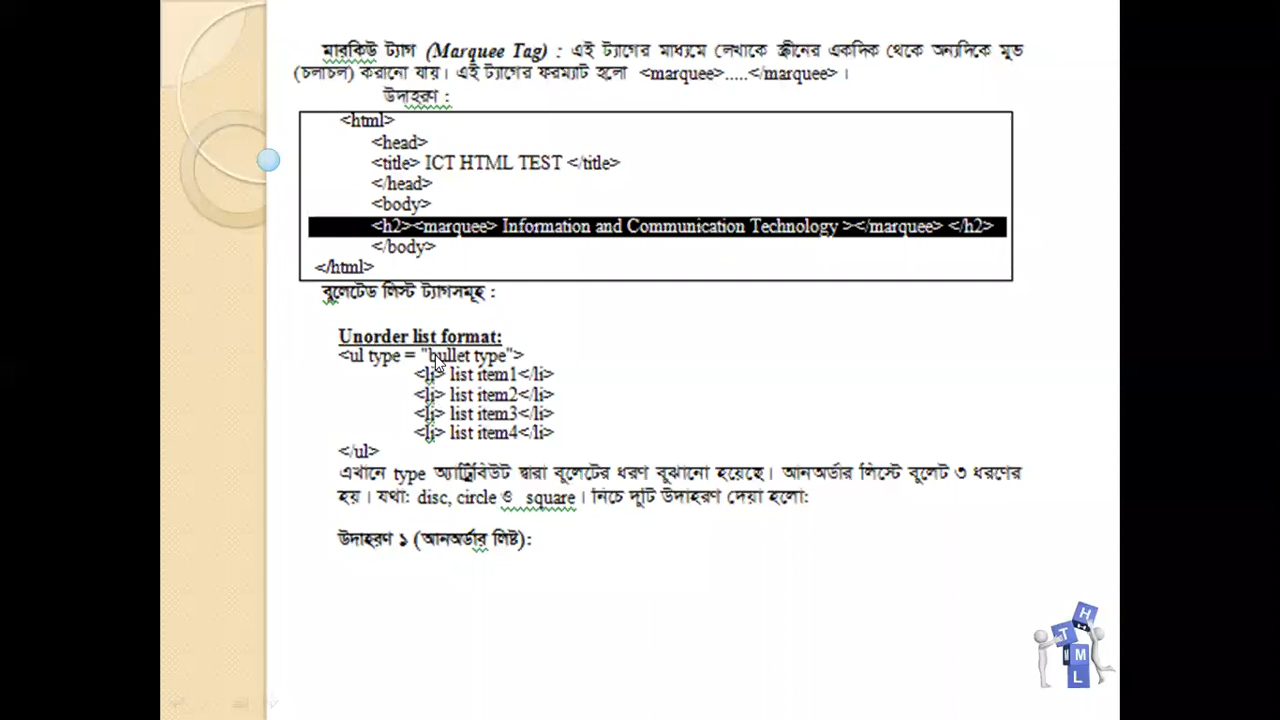 মারকিউ ট্যাগ (Marquee Tag) : এই ট্যাগের মাধ্যমে লেখাকে স্ক্রীনের একদিক থেকে অন্যদিকে মুভ
(চলাচল) করানো যায়। এই ট্যাগের ফরম্যাট হলো <marquee>.....</marquee> ।
উদাহরণ :
<html>
<head>
<title> ICT HTML TEST </title>
</head>
<body>
<h2><marquee> Information and Communication Technology ></marquee> </h2>
</body>
</html>
বুলেটেড লিস্ট ট্যাগসমূহ :
Unorder list format:
<ul type = "bullet type">
<li> list item1</li>
<li> list item2</li>
<li> list item3</li>
<li> list item4</li>
</ul>
এখানে type অ্যাট্রিবিউট দ্বারা বুলেটের ধরণ বুঝানো হয়েছে। আনঅর্ডার লিস্টে বুলেট ৩ ধরণের
হয়। যথা: disc, circle ও square। নিচে দুটি উদাহরণ দেয়া হলো:
উদাহরণ ১ (আনঅর্ডার লিষ্ট):
H
T
M
M
L